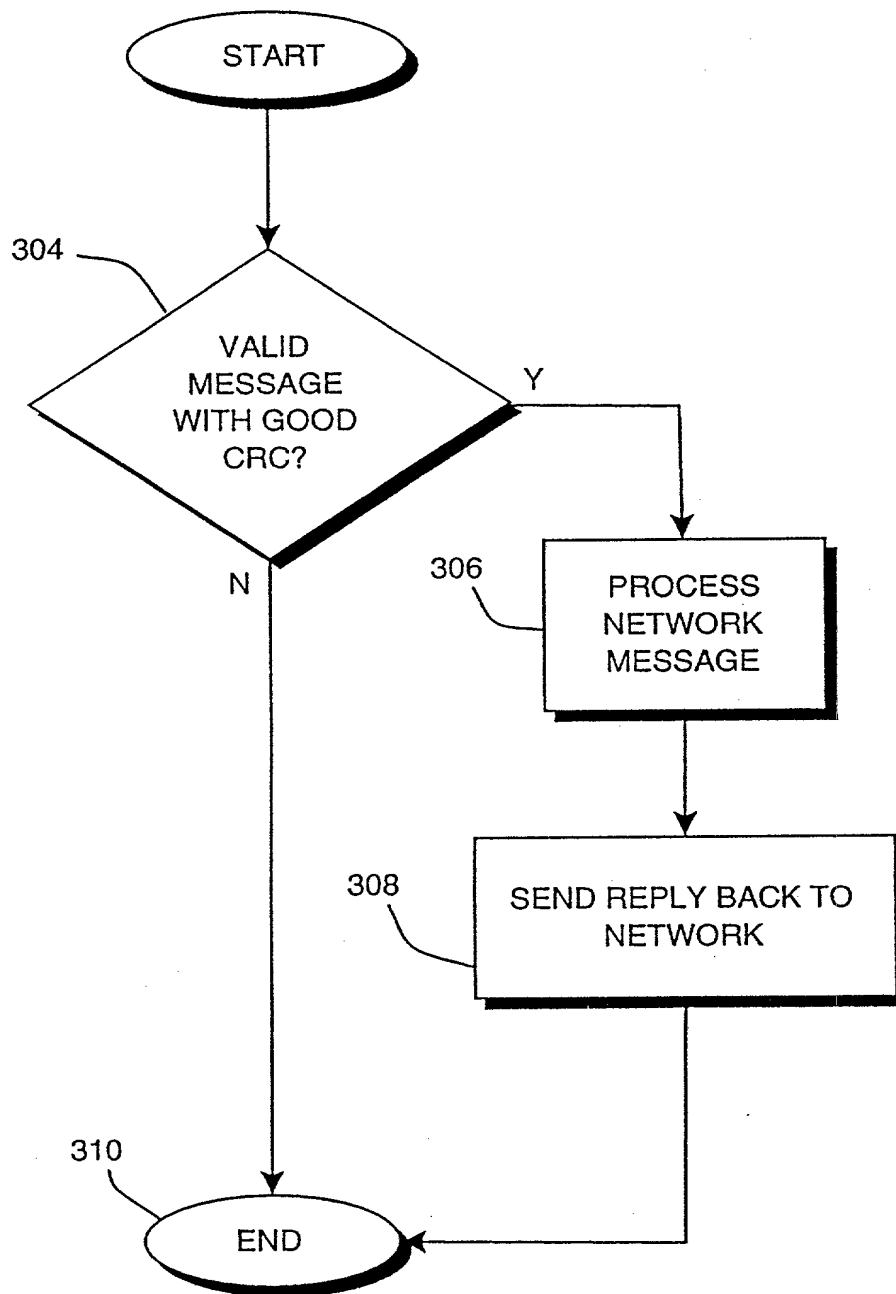 START
304
VALID
MESSAGE
WITH GOOD
CRC?
Y
N
306
PROCESS
NETWORK
MESSAGE
308
SEND REPLY BACK TO
NETWORK
310
END